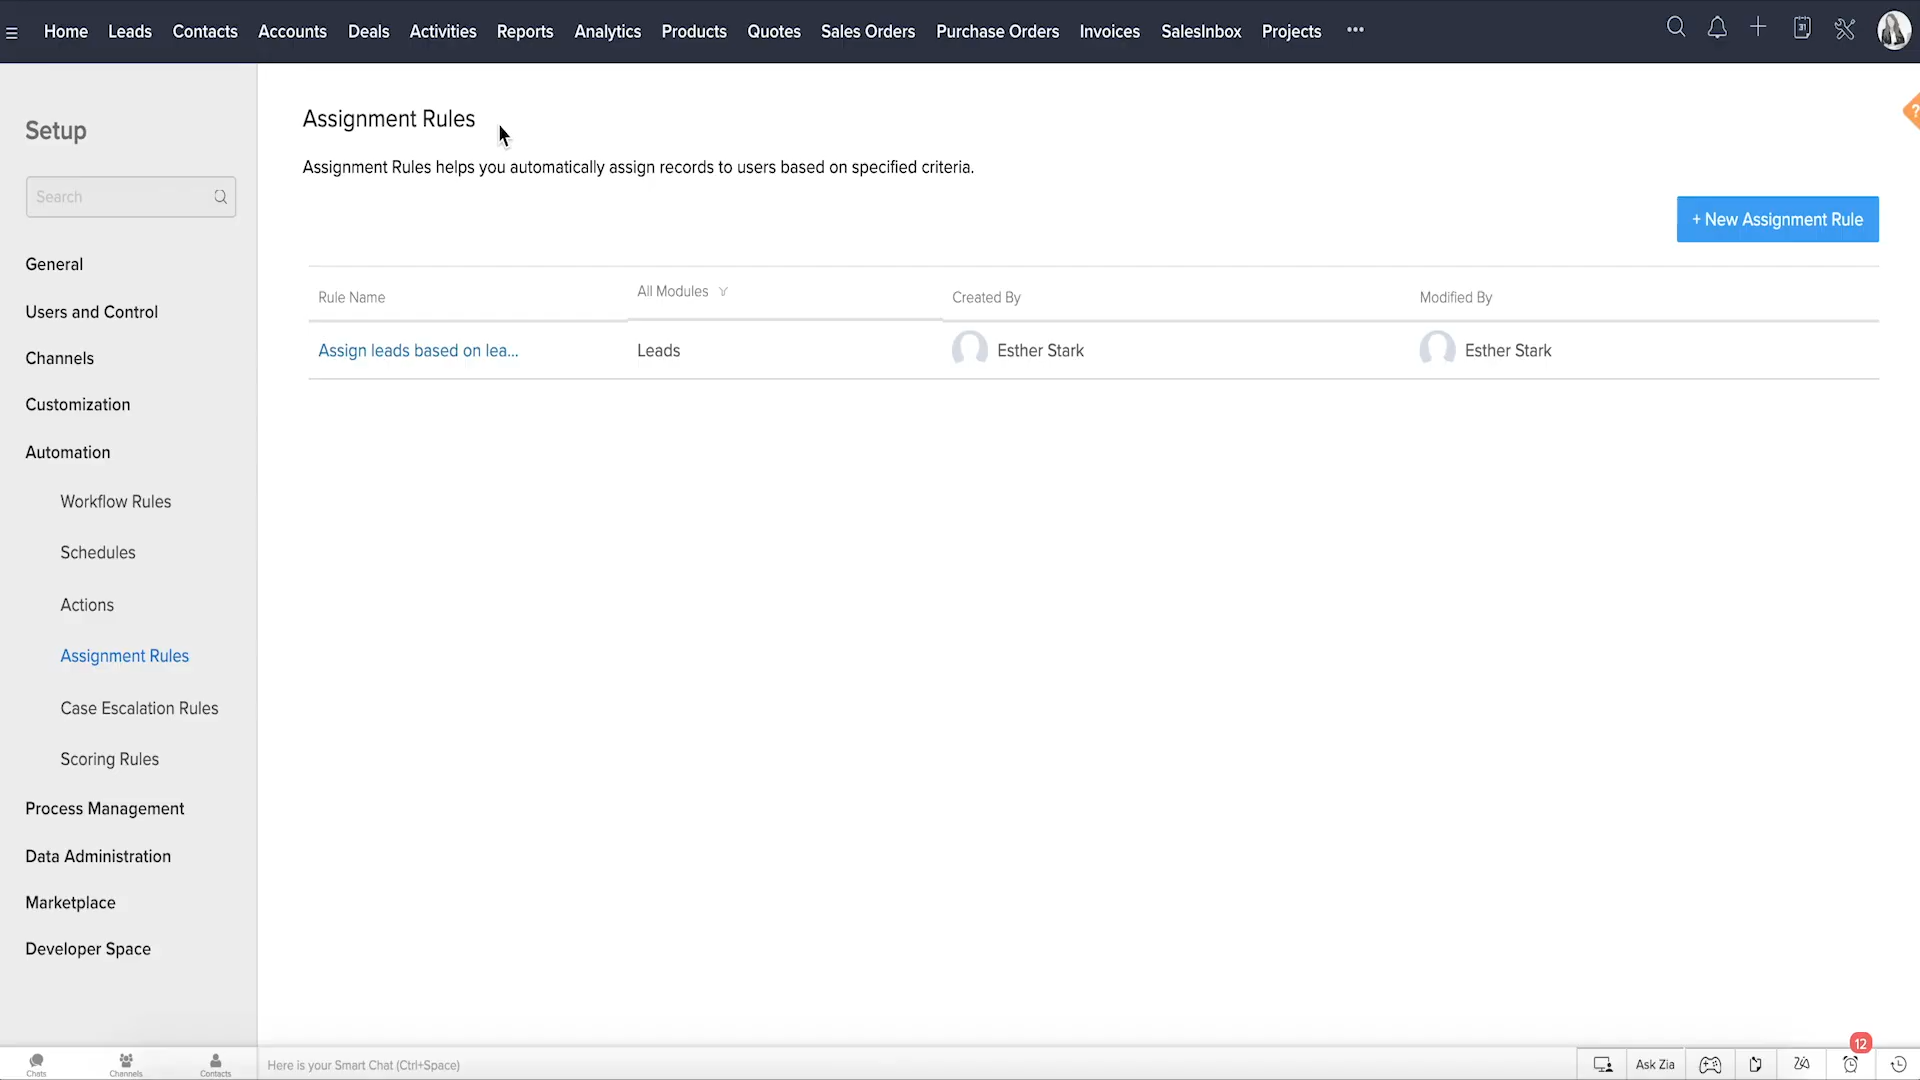 Home Leads Contacts Accounts Deals Activities Reports Analytics Products Quotes Sales Orders Purchase Orders Invoices SalesInbox Projects •••
Setup
Search
General
Users and Control
Channels
Customization
Automation
Workflow Rules
Schedules
Actions
Assignment Rules
Case Escalation Rules
Scoring Rules
Process Management
Data Administration
Marketplace
Developer Space
Assignment Rules
Assignment Rules helps you automatically assign records to users based on specified criteria.
+ New Assignment Rule
Rule Name All Modules Created By Modified By
Assign leads based on lea... Leads Esther Stark Esther Stark
?
Chats Channels Contacts
Here is your Smart Chat (Ctrl+Space)
Ask Zia
12